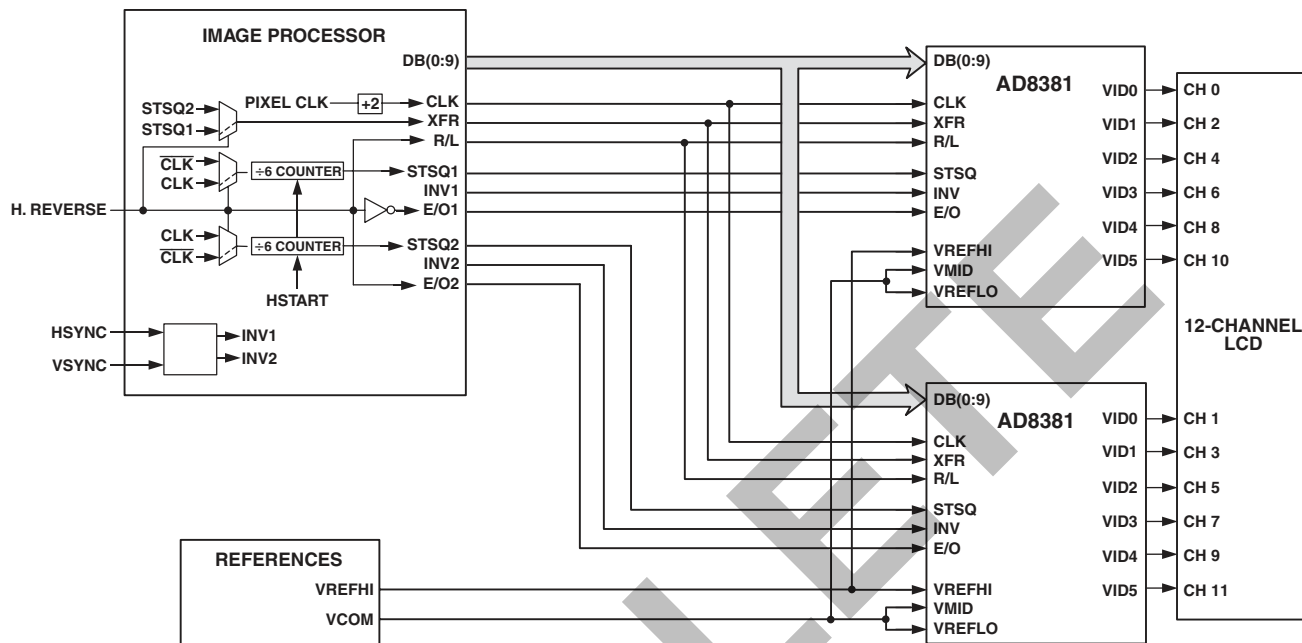 IMAGE PROCESSOR
DB(0:9)
STSQ2
STSQ1
PIXEL CLK
÷2
CLK
XFR
R/L
CLK
CLK
÷6 COUNTER
STSQ1
INV1
E/O1
H. REVERSE
CLK
CLK
÷6 COUNTER
STSQ2
INV2
E/O2
HSTART
HSYNC
VSYNC
INV1
INV2
REFERENCES
VREFHI
VCOM
DB(0:9)
AD8381
CLK
XFR
R/L
STSQ
INV
E/O
VREFHI
VMID
VREFLO
VID0
VID1
VID2
VID3
VID4
VID5
DB(0:9)
AD8381
CLK
XFR
R/L
STSQ
INV
E/O
VREFHI
VMID
VREFLO
VID0
VID1
VID2
VID3
VID4
VID5
CH 0
CH 2
CH 4
CH 6
CH 8
CH 10
12-CHANNEL
LCD
CH 1
CH 3
CH 5
CH 7
CH 9
CH 11
LETE